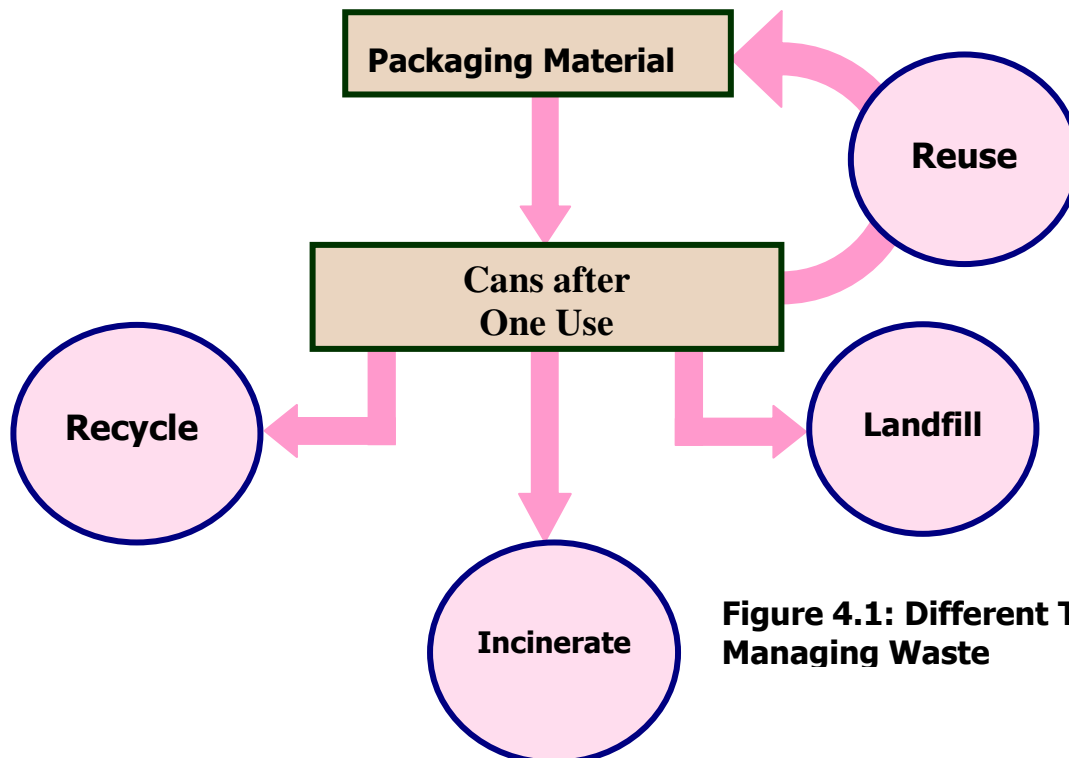 Packaging Material
Reuse
Cans after
One Use
Recycle
Landfill
Incinerate
Figure 4.1: Different T
Managing Waste